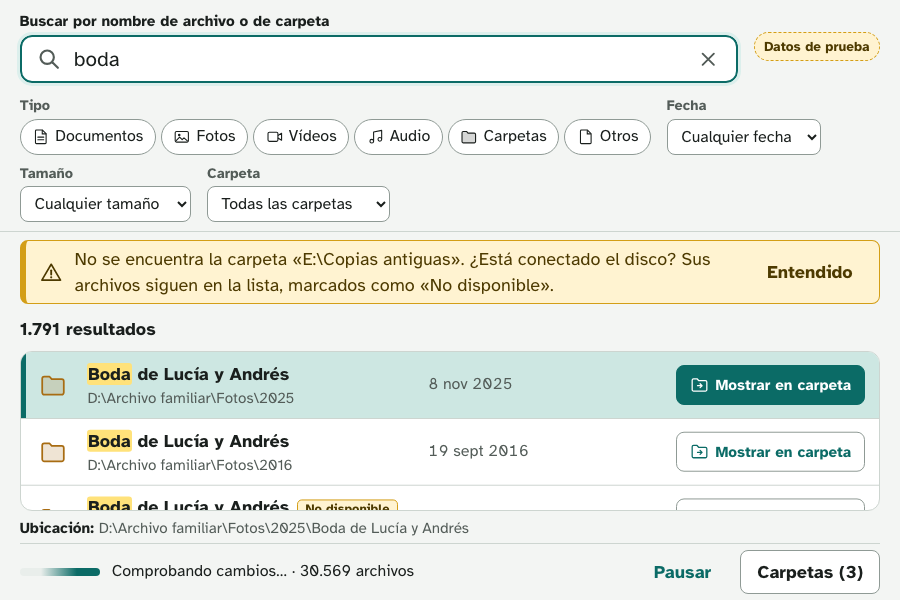 Buscar por nombre de archivo o de carpeta
boda
Datos de prueba
Tipo
Fecha
Documentos
Fotos
Vídeos
Audio
Carpetas
Otros
Cualquier fecha
Tamaño
Carpeta
Cualquier tamaño
Todas las carpetas
No se encuentra la carpeta «E:\Copias antiguas». ¿Está conectado el disco? Sus
archivos siguen en la lista, marcados como «No disponible».
Entendido
1.791 resultados
Boda de Lucía y Andrés
D:\Archivo familiar\Fotos\2025
8 nov 2025
Mostrar en carpeta
Boda de Lucía y Andrés
D:\Archivo familiar\Fotos\2016
19 sept 2016
Mostrar en carpeta
Boda de Lucía y Andrés No disponible
Ubicación: D:\Archivo familiar\Fotos\2025\Boda de Lucía y Andrés
Comprobando cambios... · 30.569 archivos
Pausar
Carpetas (3)